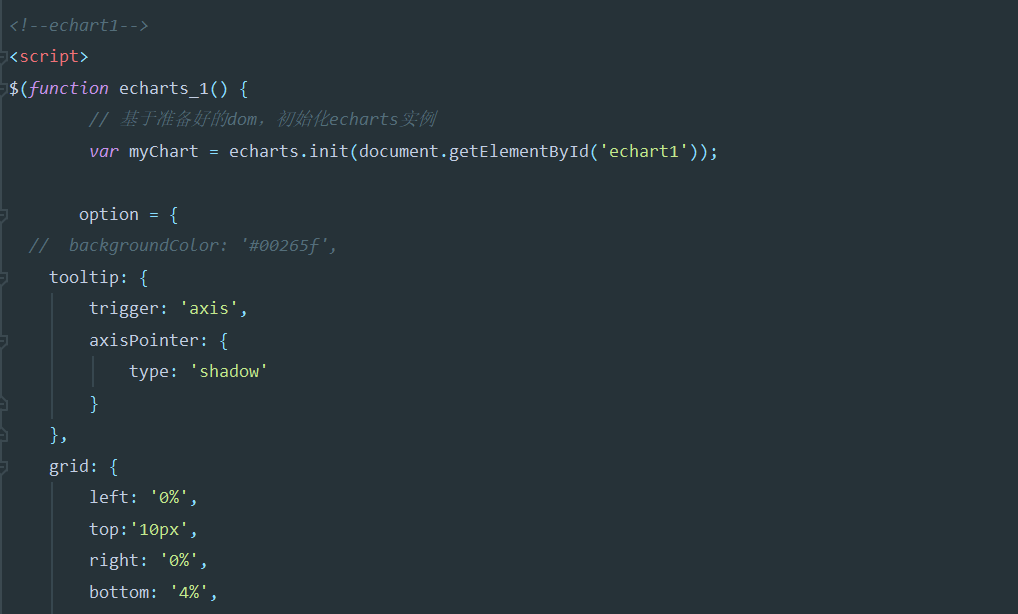 <!--echart1-->
<script>
$(function echarts_1() {
// 基于准备好的dom，初始化echarts实例
var myChart = echarts.init(document.getElementById('echart1'));
option = {
//  backgroundColor: '#00265f',
tooltip: {
trigger: 'axis',
axisPointer: {
type: 'shadow'
}
},
grid: {
left: '0%',
top:'10px',
right: '0%',
bottom: '4%',